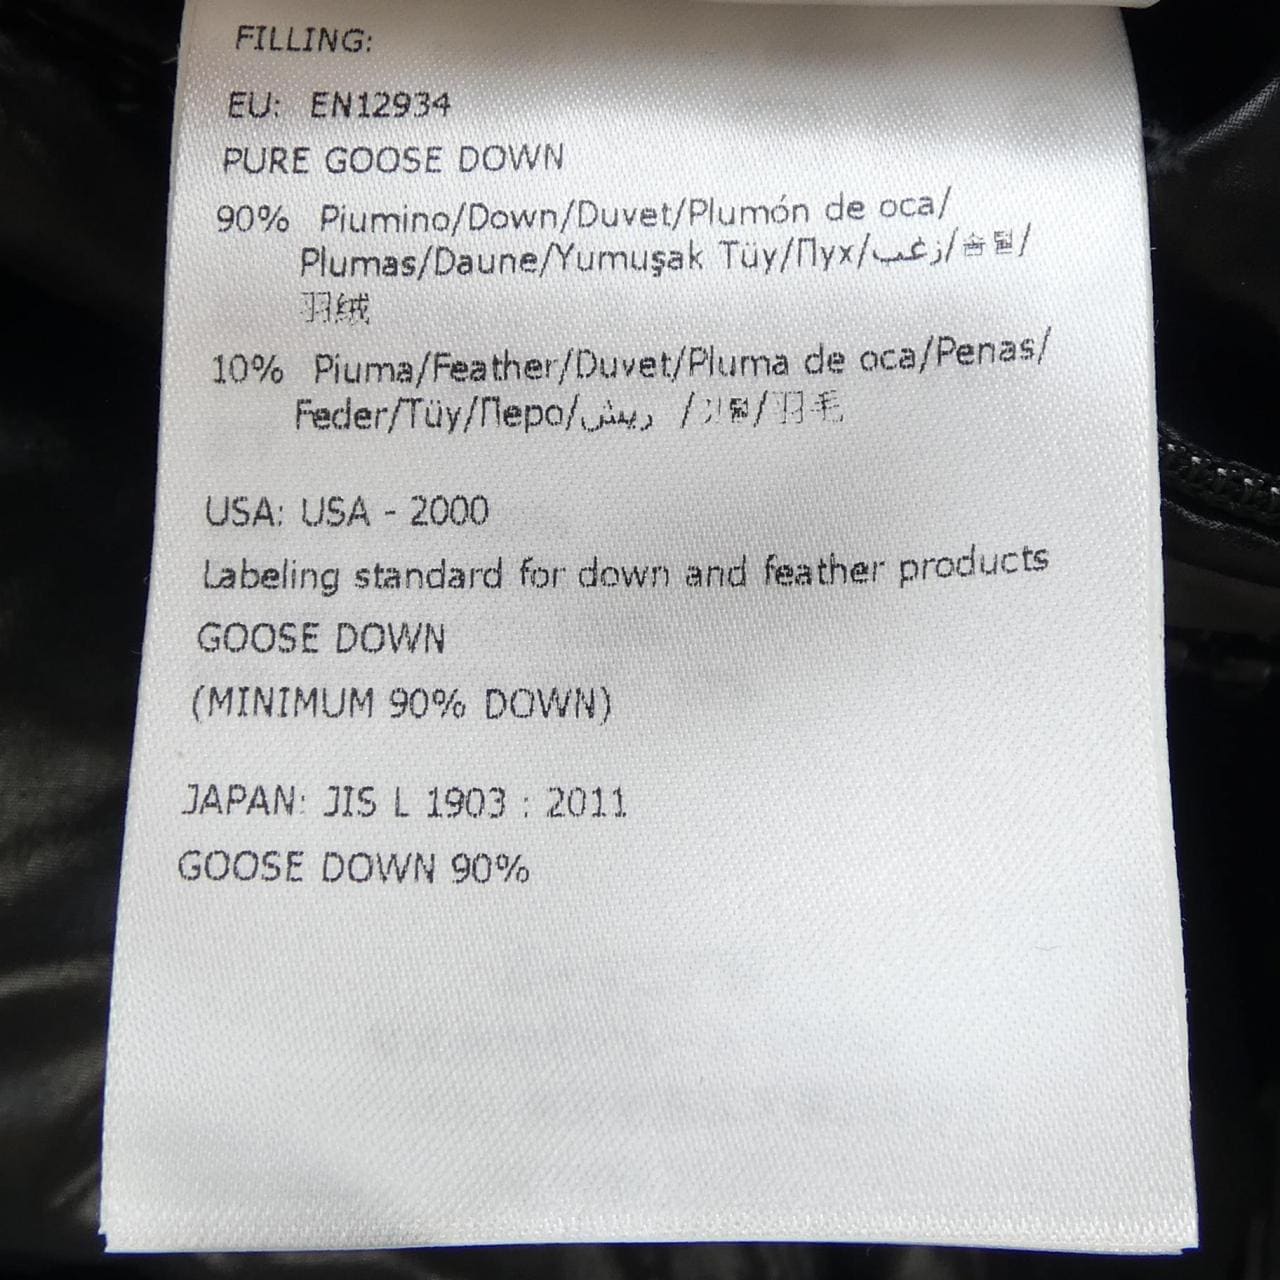 FILLING:
EU: EN12934
PURE GOOSE DOWN
90% Piumino/Down/Duvet/Plumón de oca/
Plumas/Daune/Yumuşak Tüy/Пух/زغب/솜털/
羽绒
10% Piuma/Feather/Duvet/Pluma de oca/Penas/
Feder/Tüy/Перо/ريش /깃털/羽毛
USA: USA - 2000
Labeling standard for down and feather products
GOOSE DOWN
(MINIMUM 90% DOWN)
JAPAN: JIS L 1903 : 2011
GOOSE DOWN 90%